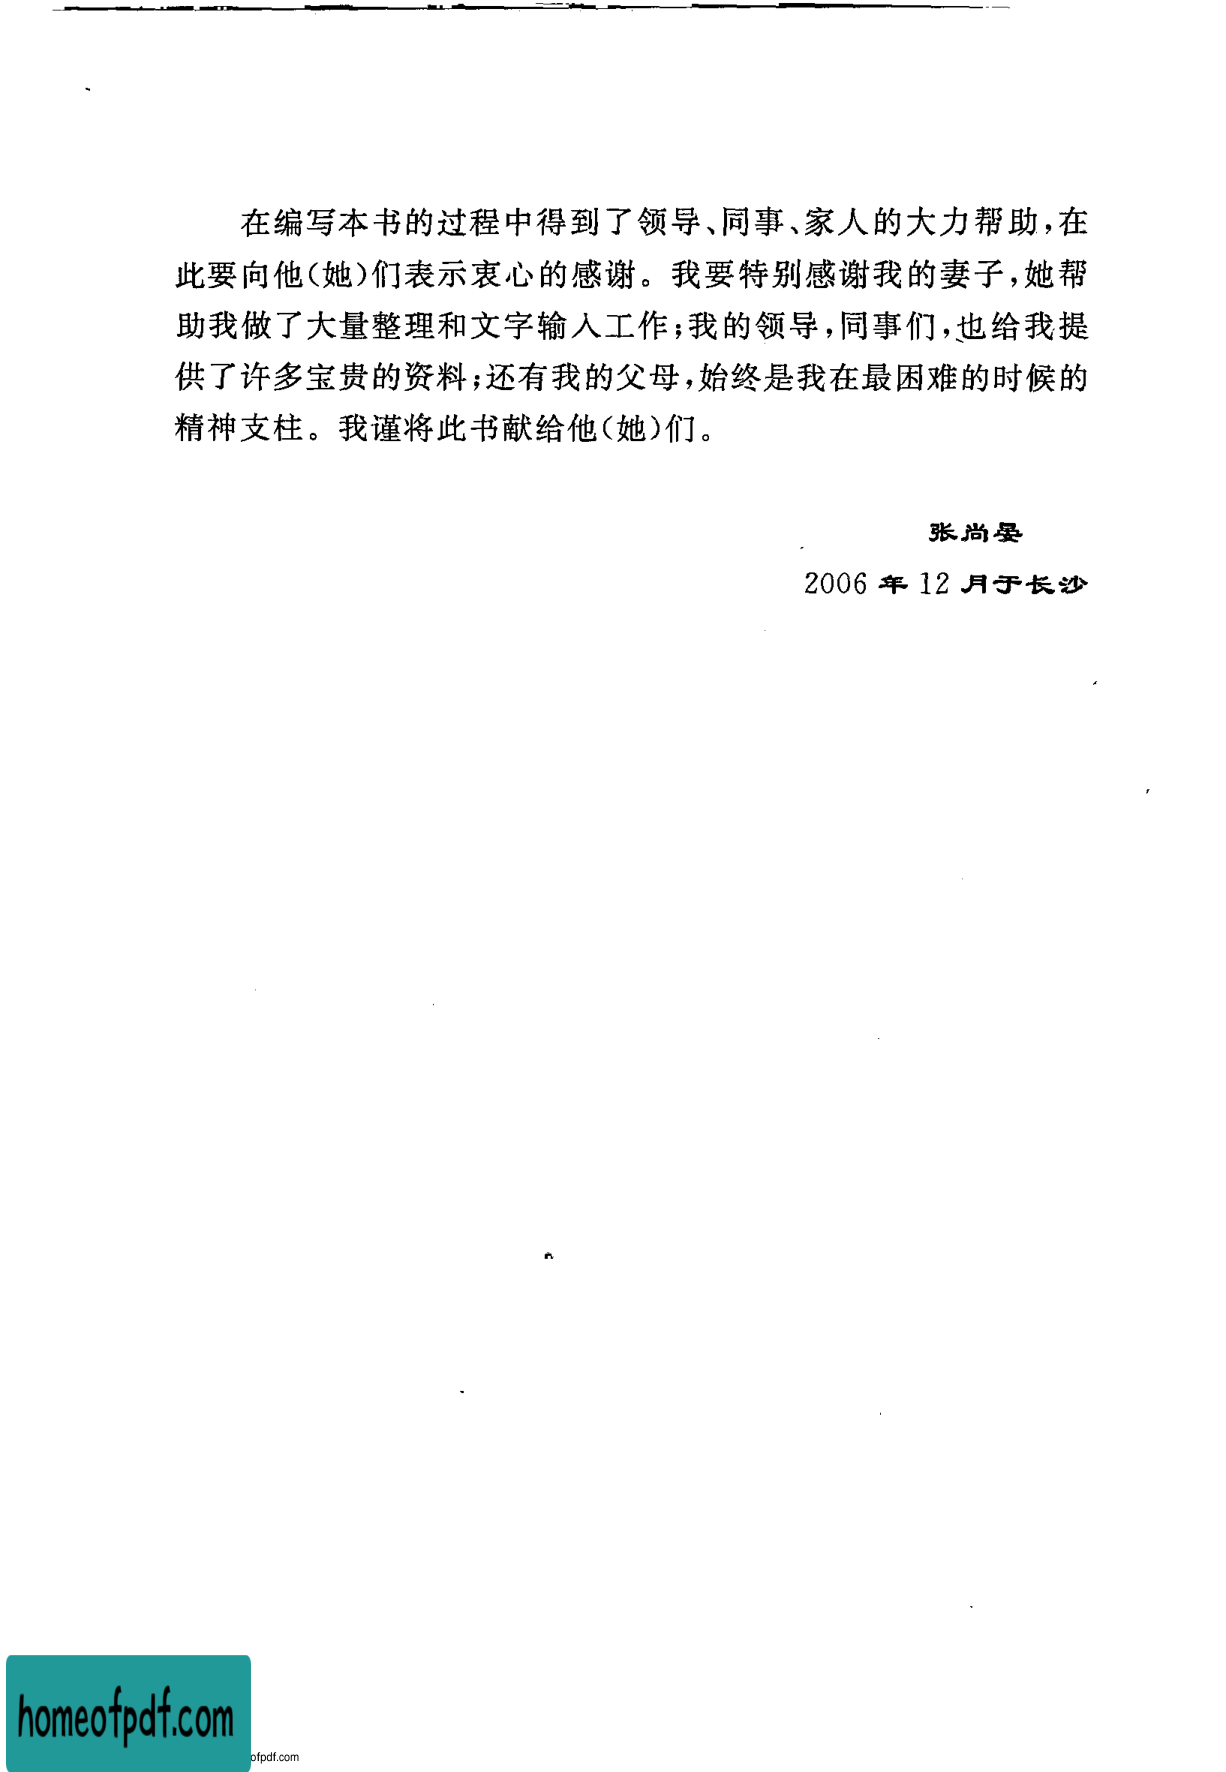 在编写本书的过程中得到了领导、同事、家人的大力帮助,在
此要向他(她)们表示衷心的感谢。我要特别感谢我的妻子,她帮
助我做了大量整理和文字输入工作;我的领导,同事们,也给我提
供了许多宝贵的资料;还有我的父母,始终是我在最困难的时候的
精神支柱。我谨将此书献给他(她)们。
张尚晏
2006 年 12 月于长沙
homeofpdf.com
ofpdf.com